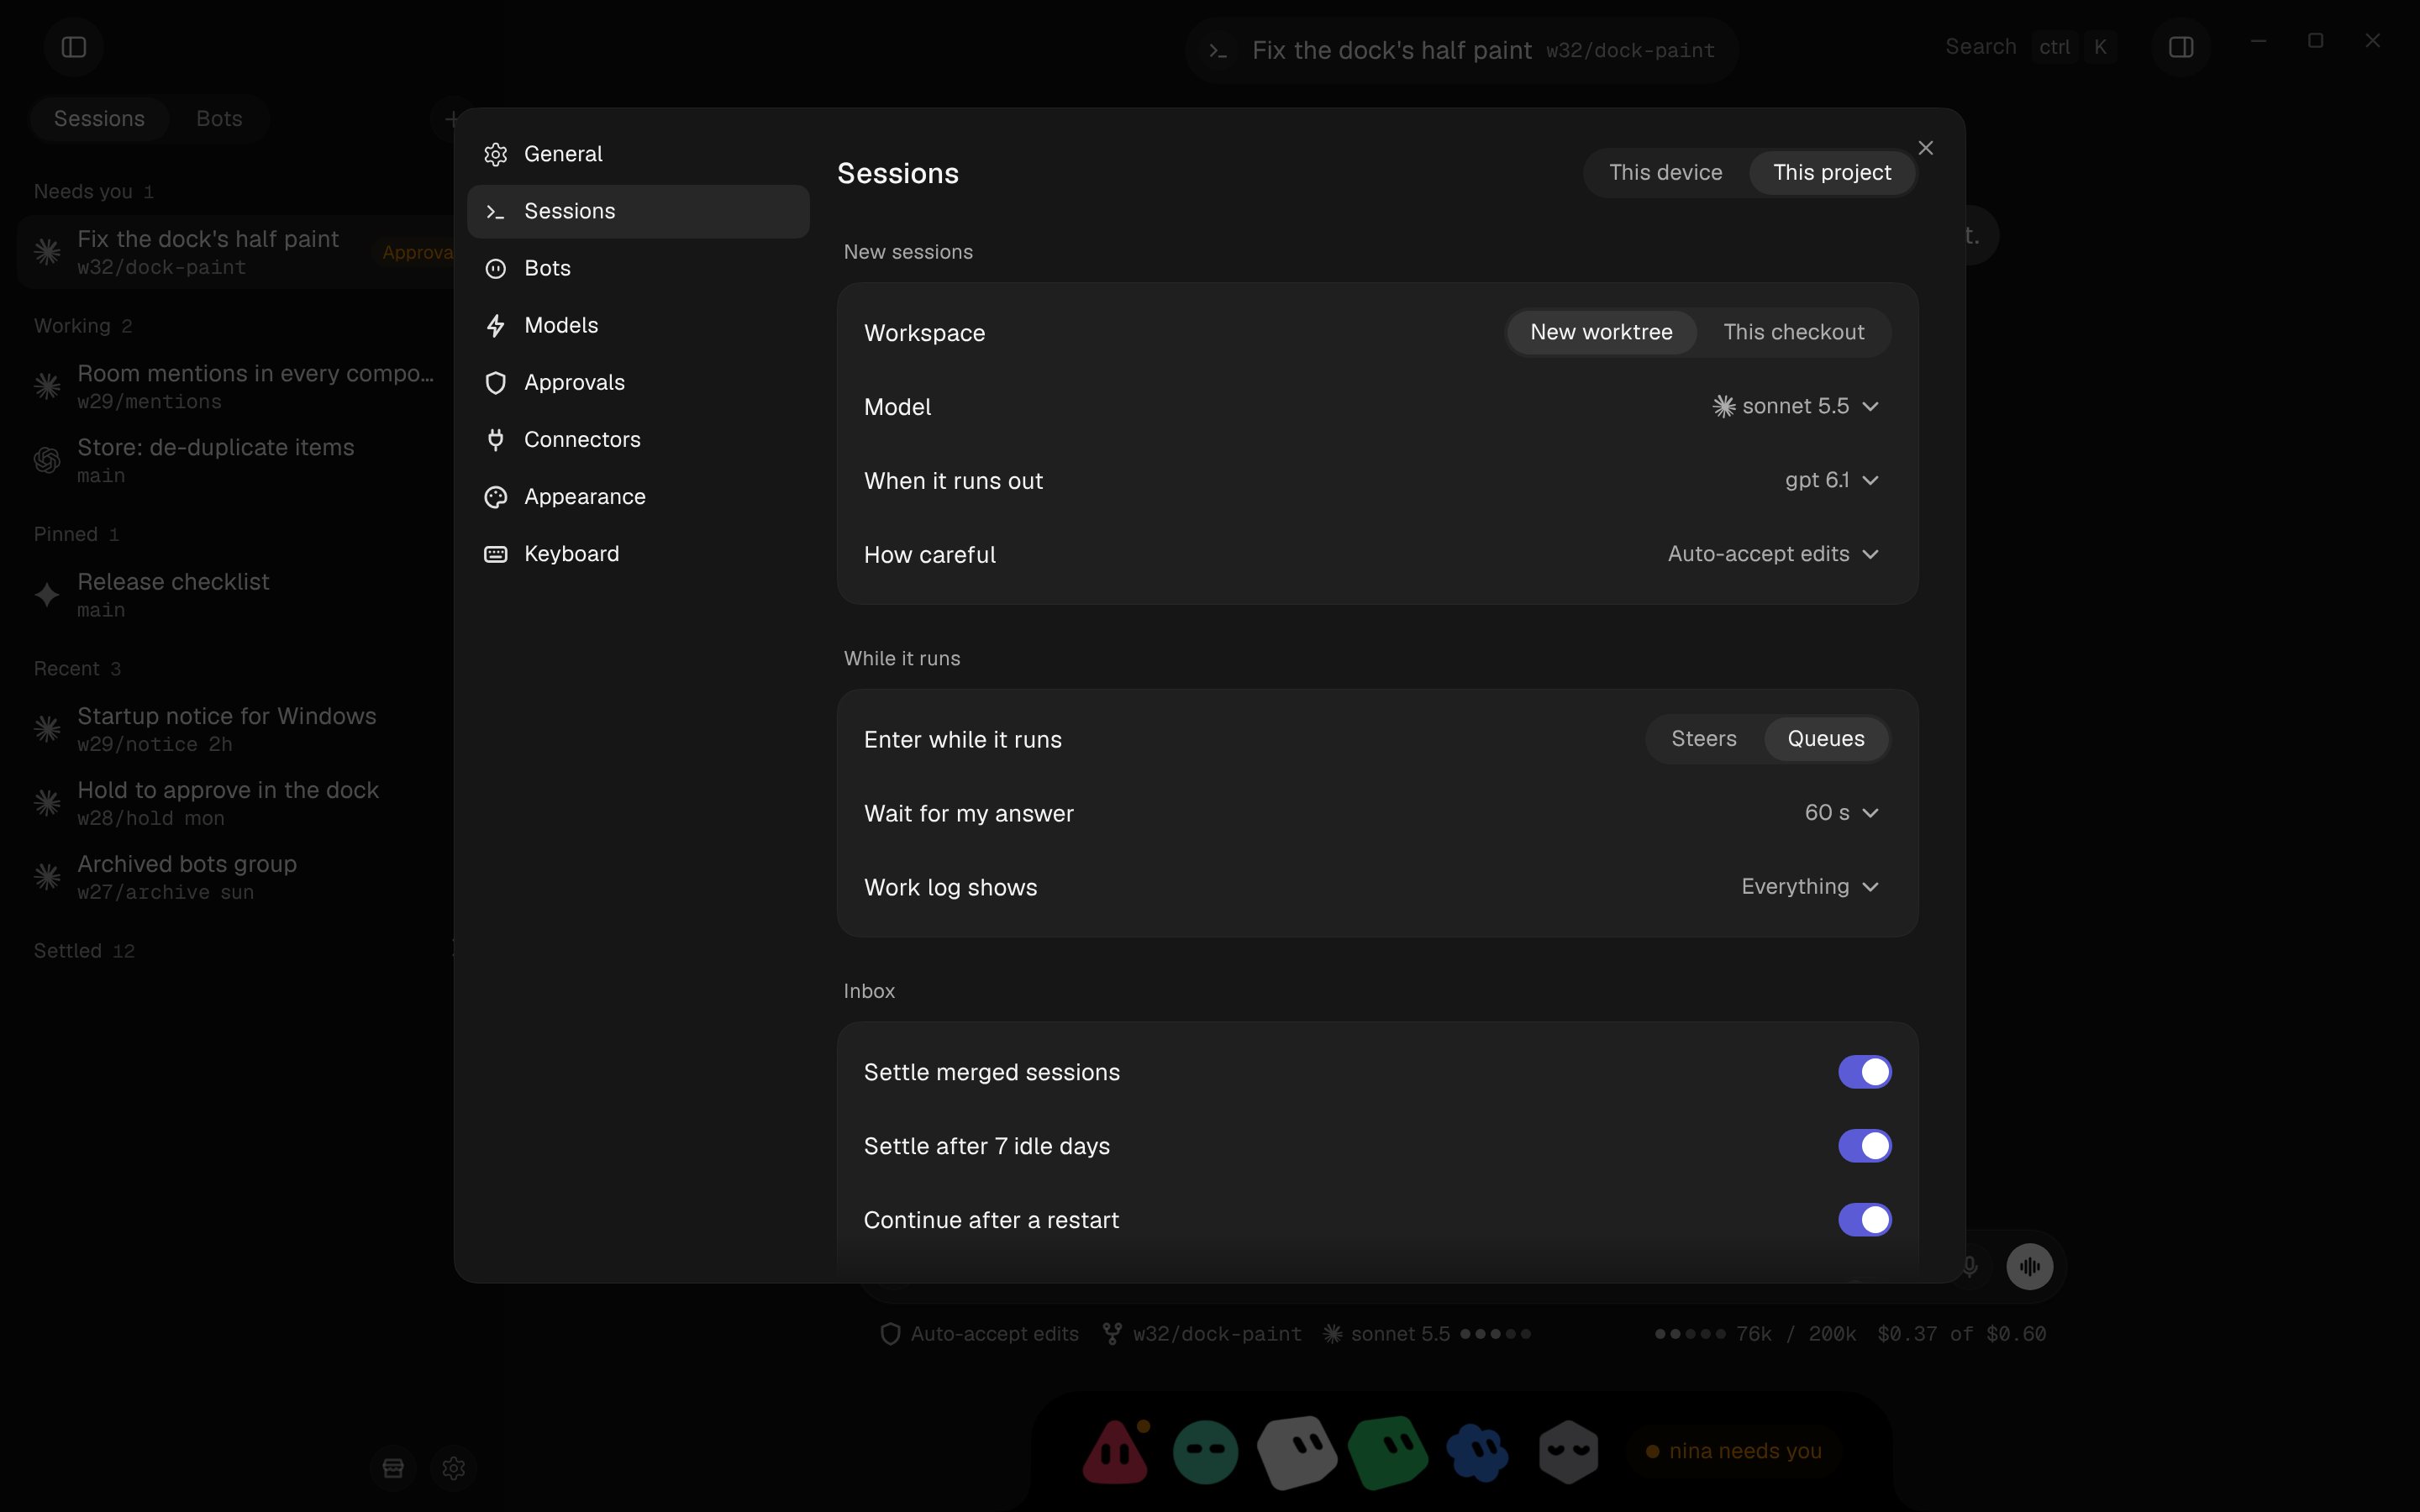 Fix the dock's half paint w32/dock-paint
Search ctrl K
Sessions Bots
Needs you 1
Fix the dock's half paint
w32/dock-paint
Working 2
Room mentions in every compo…
w29/mentions
Store: de-duplicate items
main
Pinned 1
Release checklist
main
Recent 3
Startup notice for Windows
w29/notice 2h
Hold to approve in the dock
w28/hold mon
Archived bots group
w27/archive sun
Settled 12
General
Sessions
Bots
Models
Approvals
Connectors
Appearance
Keyboard
Sessions
This device This project
New sessions
Workspace New worktree This checkout
Model sonnet 5.5
When it runs out gpt 6.1
How careful Auto-accept edits
While it runs
Enter while it runs Steers Queues
Wait for my answer 60 s
Work log shows Everything
Inbox
Settle merged sessions
Settle after 7 idle days
Continue after a restart
t.
Auto-accept edits w32/dock-paint sonnet 5.5 76k / 200k $0.37 of $0.60
nina needs you